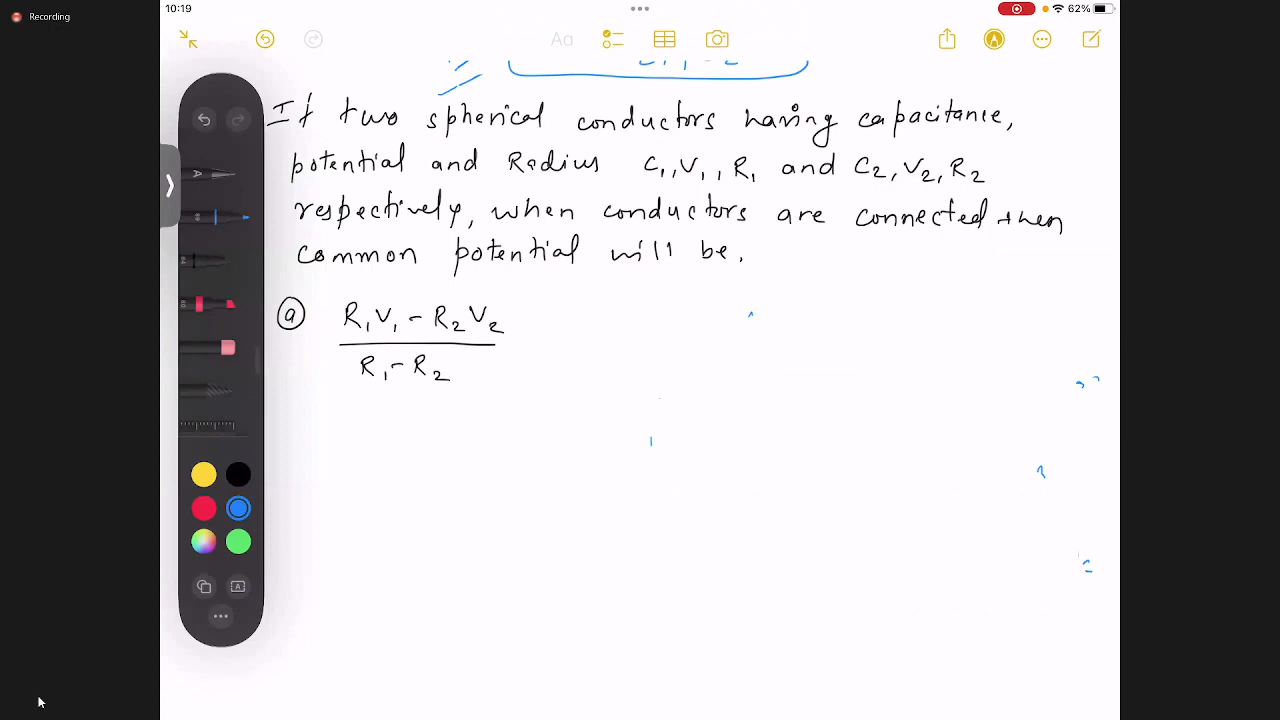 Recording
10:19
62%
Aa
If two spherical conductors having capacitance,
potential and Radius C₁,V₁,R₁ and C₂,V₂,R₂
respectively, when conductors are connected then
common potential will be.
(a) R₁V₁ - R₂V₂
R₁ - R₂